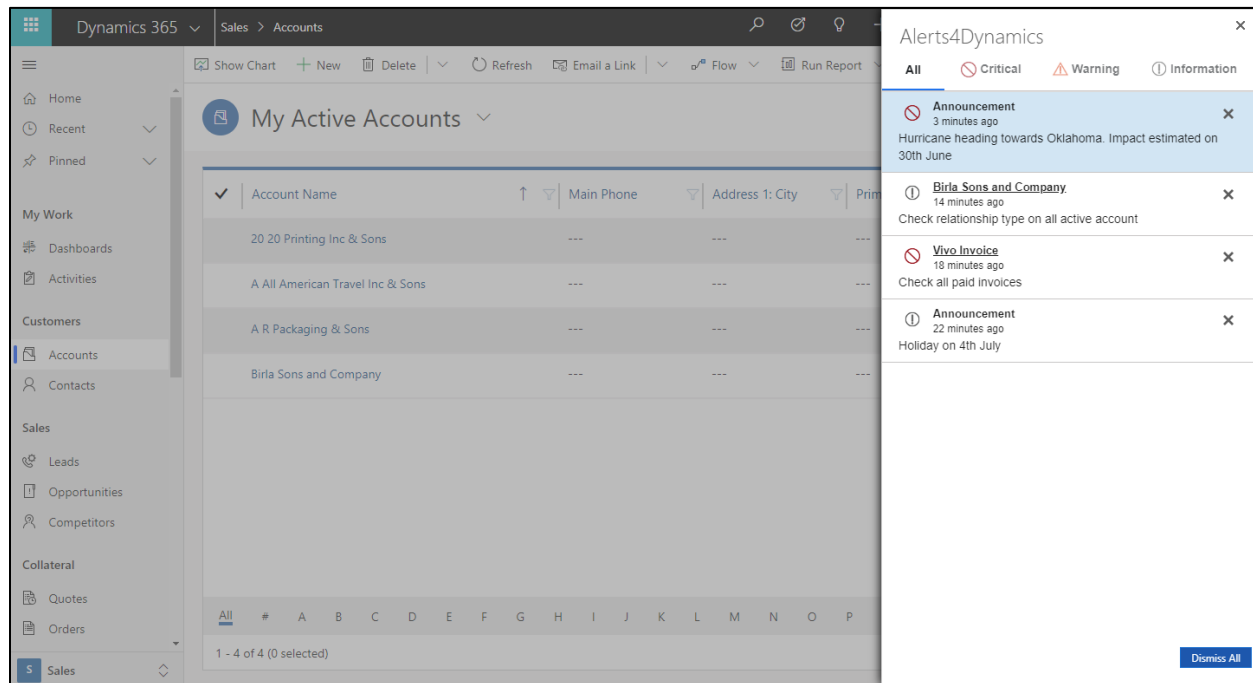 Dynamics 365
Sales > Accounts
Show Chart
New
Delete
Refresh
Email a Link
Flow
Run Report
Home
Recent
Pinned
My Work
Dashboards
Activities
Customers
Accounts
Contacts
Sales
Leads
Opportunities
Competitors
Collateral
Quotes
Orders
S Sales
My Active Accounts
Account Name Main Phone Address 1: City Prim
20 20 Printing Inc & Sons --- --- ---
A All American Travel Inc & Sons --- --- ---
A R Packaging & Sons --- --- ---
Birla Sons and Company --- --- ---
All # A B C D E F G H I J K L M N O P
1 - 4 of 4 (0 selected)
Alerts4Dynamics
All Critical Warning Information
Announcement
3 minutes ago
Hurricane heading towards Oklahoma. Impact estimated on
30th June
Birla Sons and Company
14 minutes ago
Check relationship type on all active account
Vivo Invoice
18 minutes ago
Check all paid invoices
Announcement
22 minutes ago
Holiday on 4th July
Dismiss All